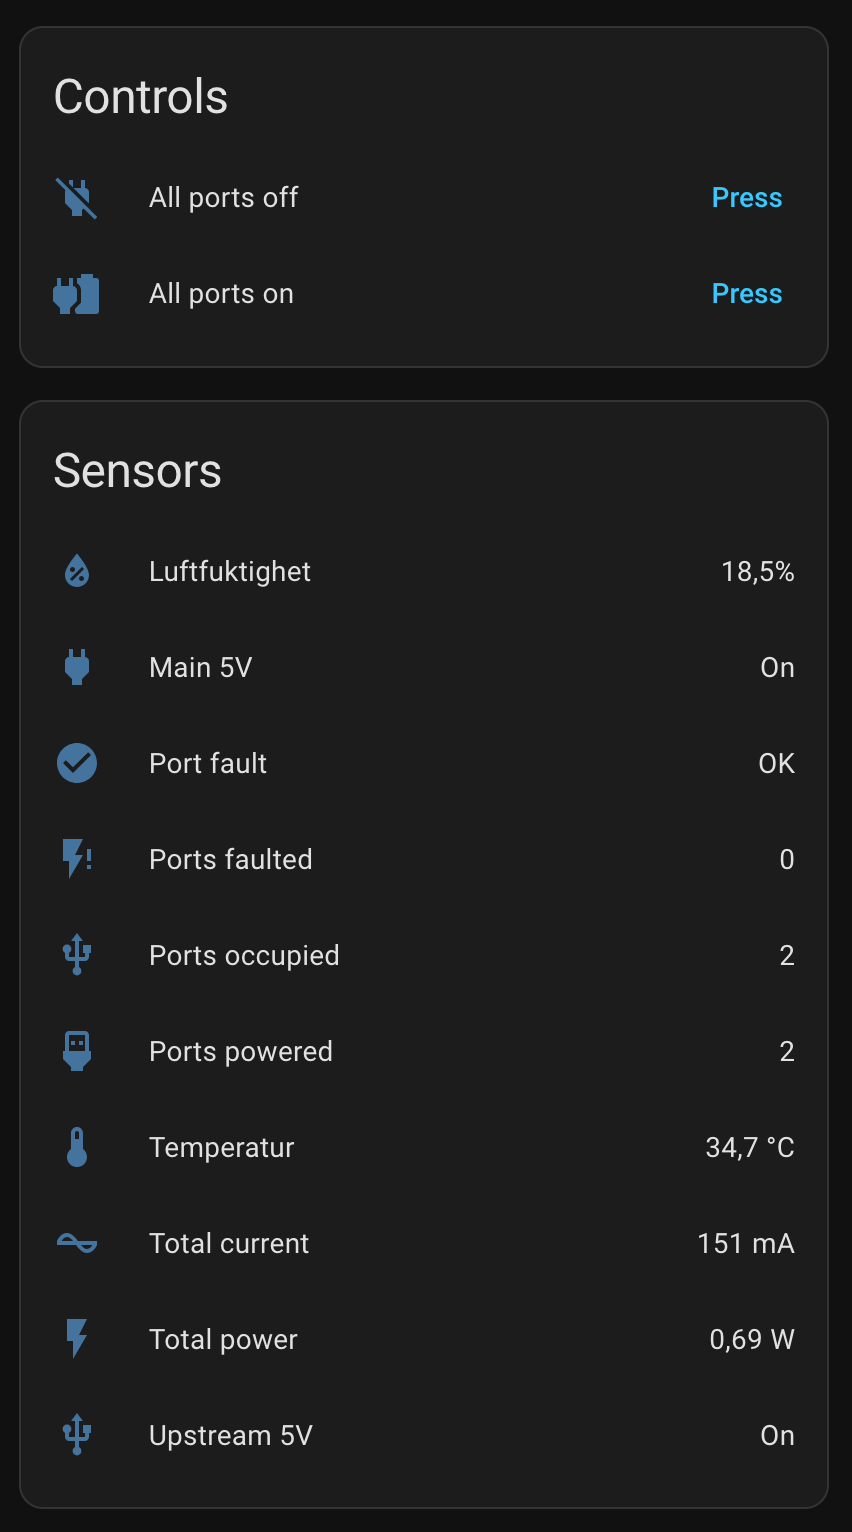 Controls
All ports off Press
All ports on Press
Sensors
Luftfuktighet 18,5%
Main 5V On
Port fault OK
Ports faulted 0
Ports occupied 2
Ports powered 2
Temperatur 34,7 °C
Total current 151 mA
Total power 0,69 W
Upstream 5V On